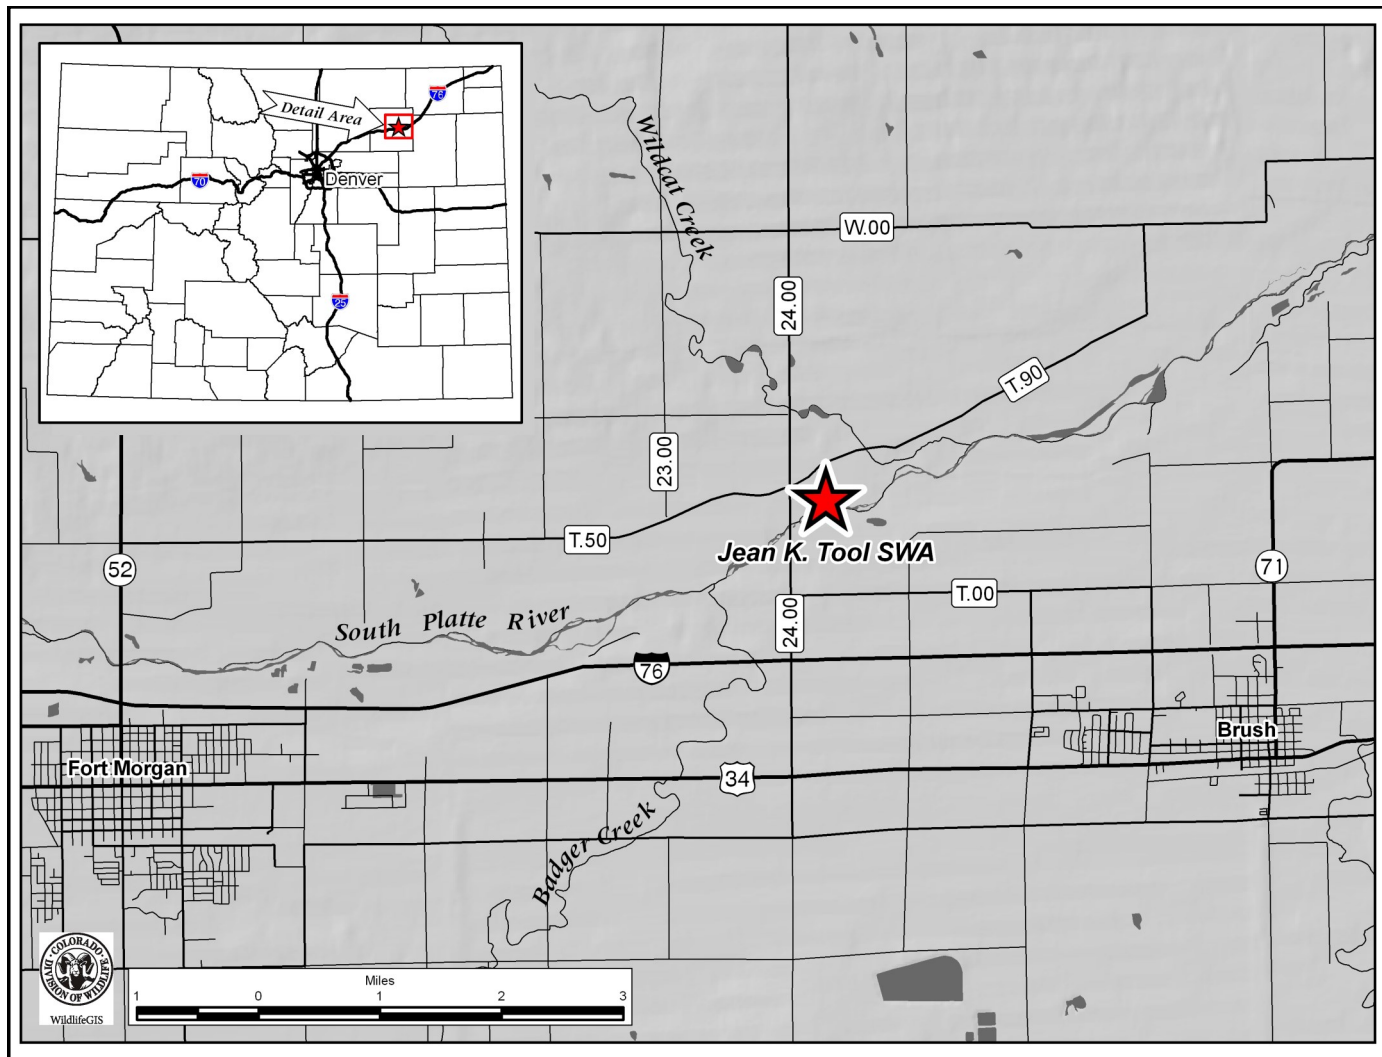 Detail Area
76
70
Denver
25
Wildcat Creek
W.00
24.00
T.90
23.00
T.50
52
Jean K. Tool SWA
71
T.00
24.00
South Platte River
76
Fort Morgan
Brush
34
Badger Creek
COLORADO
DIVISION OF WILDLIFE
WildlifeGIS
Miles
1 0 1 2 3